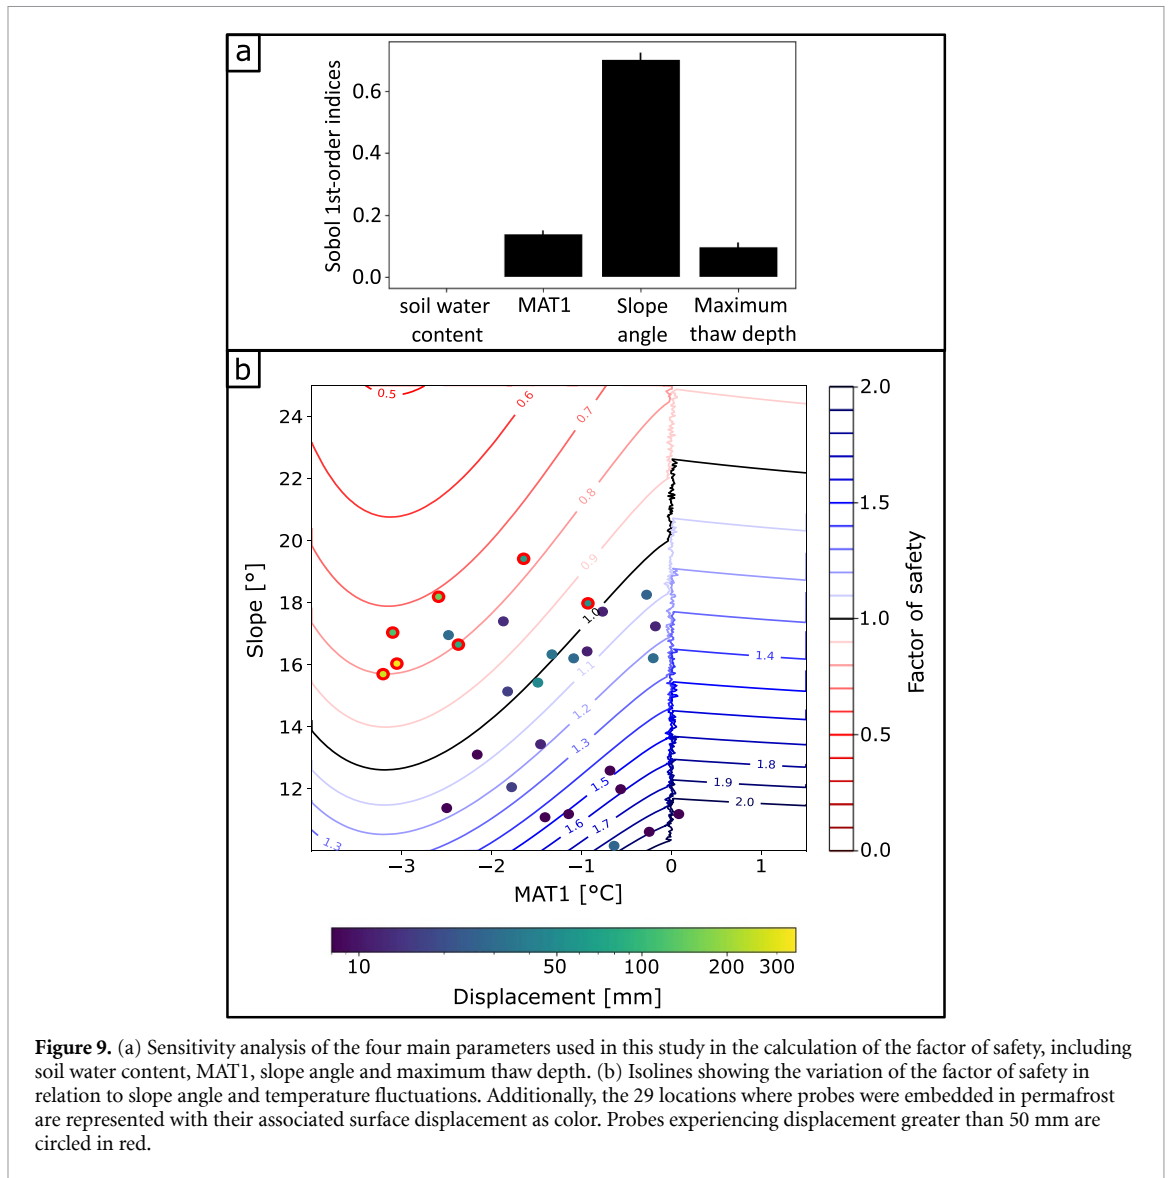 a
Sobol 1st-order indices
0.6
0.4
0.2
0.0
soil water
content
MAT1
Slope
angle
Maximum
thaw depth
b
24
22
20
18
16
14
12
Slope [°]
0.5
0.6
0.7
0.8
0.9
1.0
1.1
1.2
1.3
1.5
1.6
1.7
1.3
1.4
1.8
1.9
2.0
−3
−2
−1
0
1
MAT1 [°C]
2.0
1.5
1.0
0.5
0.0
Factor of safety
10
50
100
200
300
Displacement [mm]
Figure 9. (a) Sensitivity analysis of the four main parameters used in this study in the calculation of the factor of safety, including
soil water content, MAT1, slope angle and maximum thaw depth. (b) Isolines showing the variation of the factor of safety in
relation to slope angle and temperature fluctuations. Additionally, the 29 locations where probes were embedded in permafrost
are represented with their associated surface displacement as color. Probes experiencing displacement greater than 50 mm are
circled in red.